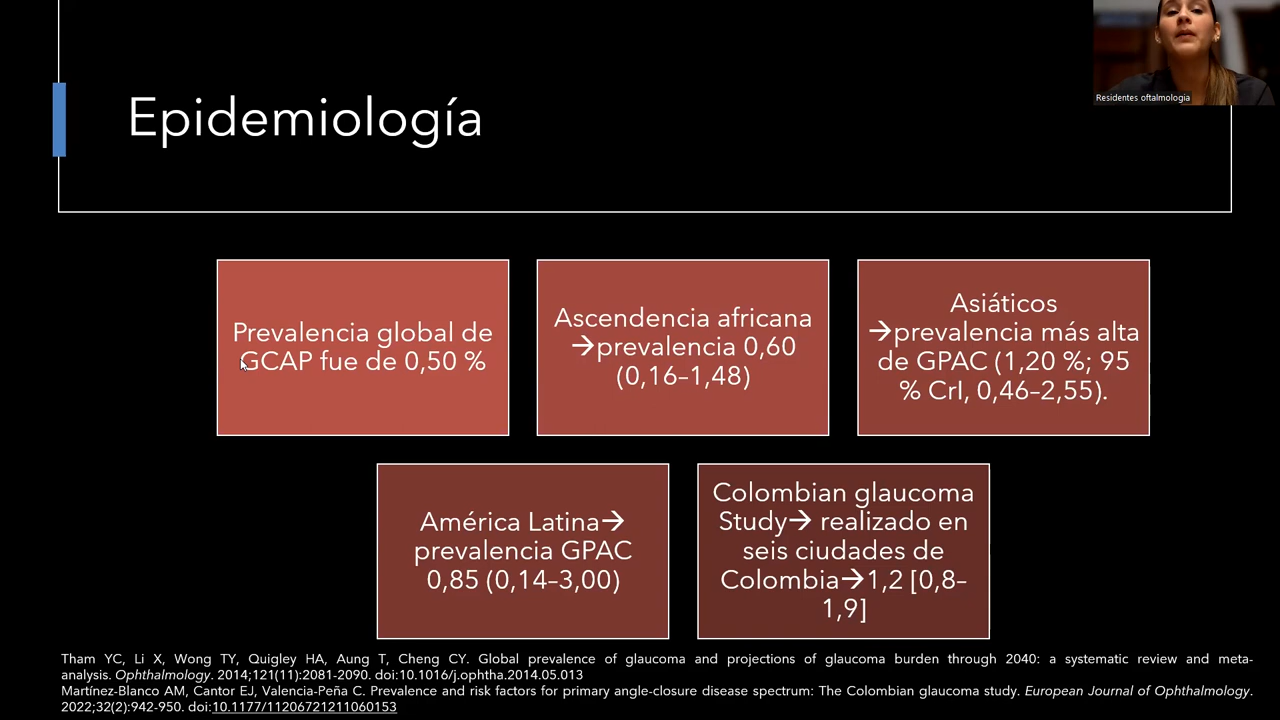 Residentes oftalmologia
Epidemiología
Prevalencia global de
GCAP fue de 0,50 %
Ascendencia africana
→prevalencia 0,60
(0,16–1,48)
Asiáticos
→prevalencia más alta
de GPAC (1,20 %; 95
% CrI, 0,46–2,55).
América Latina→
prevalencia GPAC
0,85 (0,14–3,00)
Colombian glaucoma
Study→ realizado en
seis ciudades de
Colombia→1,2 [0,8–
1,9]
Tham YC, Li X, Wong TY, Quigley HA, Aung T, Cheng CY. Global prevalence of glaucoma and projections of glaucoma burden through 2040: a systematic review and meta-
analysis. Ophthalmology. 2014;121(11):2081-2090. doi:10.1016/j.ophtha.2014.05.013
Martínez-Blanco AM, Cantor EJ, Valencia-Peña C. Prevalence and risk factors for primary angle-closure disease spectrum: The Colombian glaucoma study. European Journal of Ophthalmology.
2022;32(2):942-950. doi:10.1177/11206721211060153